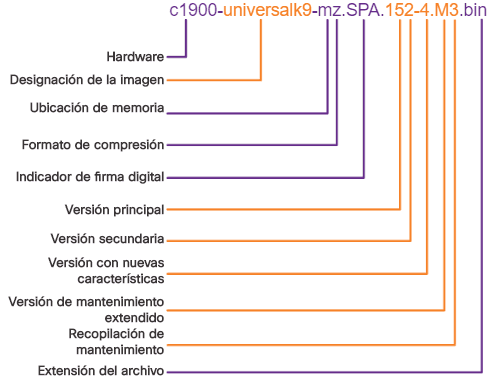 c1900-universalk9-mz.SPA.152-4.M3.bin
Hardware
Designación de la imagen
Ubicación de memoria
Formato de compresión
Indicador de firma digital
Versión principal
Versión secundaria
Versión con nuevas
características
Versión de mantenimiento
extendido
Recopilación de
mantenimiento
Extensión del archivo